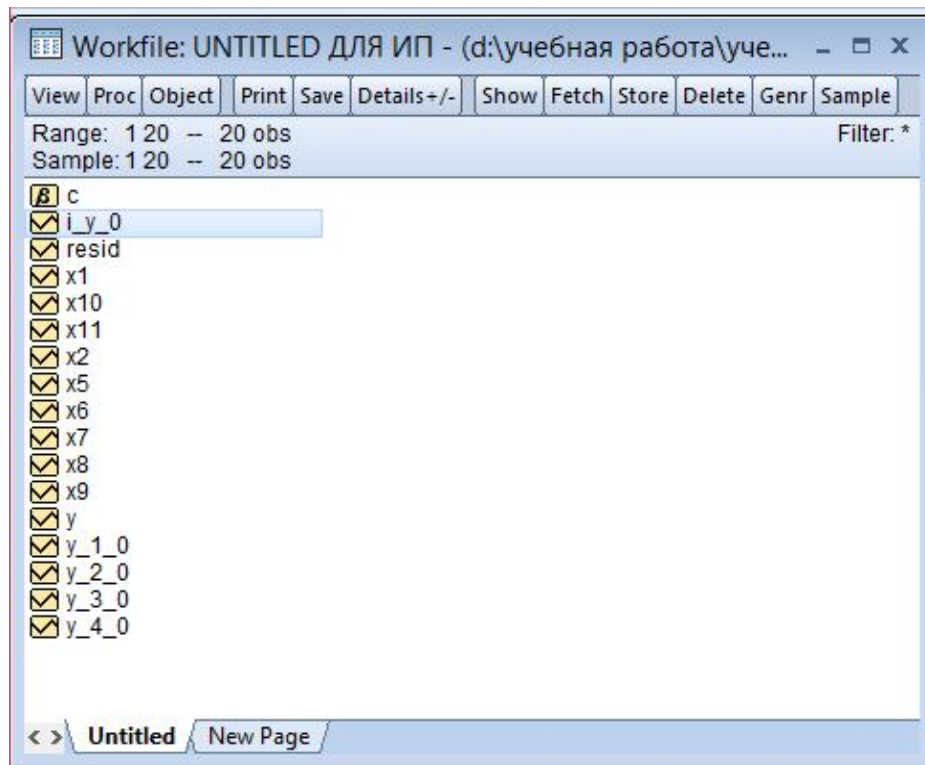 Workfile: UNTITLED ДЛЯ ИП - (d:\учебная работа\уче...
View Proc Object Print Save Details+/- Show Fetch Store Delete Genr Sample
Range: 1 20 -- 20 obs Filter: *
Sample: 1 20 -- 20 obs
β c
i_y_0
resid
x1
x10
x11
x2
x5
x6
x7
x8
x9
y
y_1_0
y_2_0
y_3_0
y_4_0
< > Untitled New Page